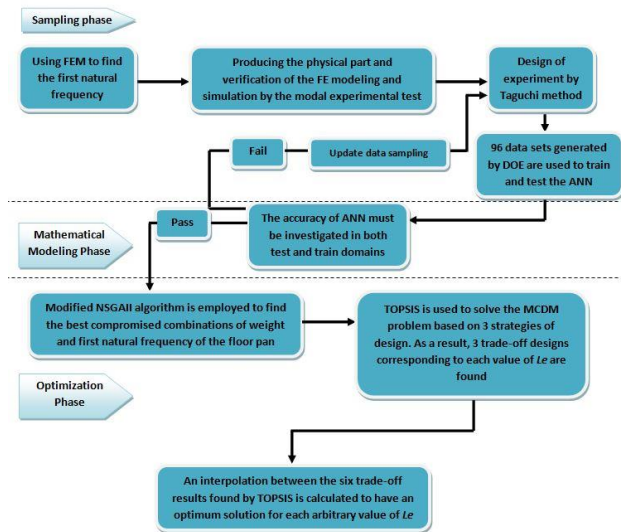 Sampling phase
Using FEM to find
the first natural
frequency
Producing the physical part and
verification of the FE modeling and
simulation by the modal experimental test
Design of
experiment by
Taguchi method
Fail
Update data sampling
96 data sets generated
by DOE are used to train
and test the ANN
Mathematical
Modeling Phase
Pass
The accuracy of ANN must
be investigated in both
test and train domains
Modified NSGAII algorithm is employed to find
the best compromised combinations of weight
and first natural frequency of the floor pan
TOPSIS is used to solve the MCDM
problem based on 3 strategies of
design. As a result, 3 trade-off designs
corresponding to each value of Le are
found
Optimization
Phase
An interpolation between the six trade-off
results found by TOPSIS is calculated to have an
optimum solution for each arbitrary value of Le